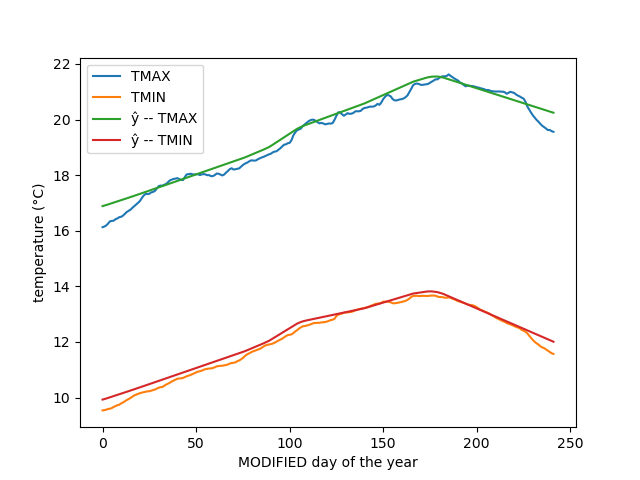 22
20
18
16
14
12
10
temperature (°C)
TMAX
TMIN
ŷ -- TMAX
ŷ -- TMIN
0
50
100
150
200
250
MODIFIED day of the year